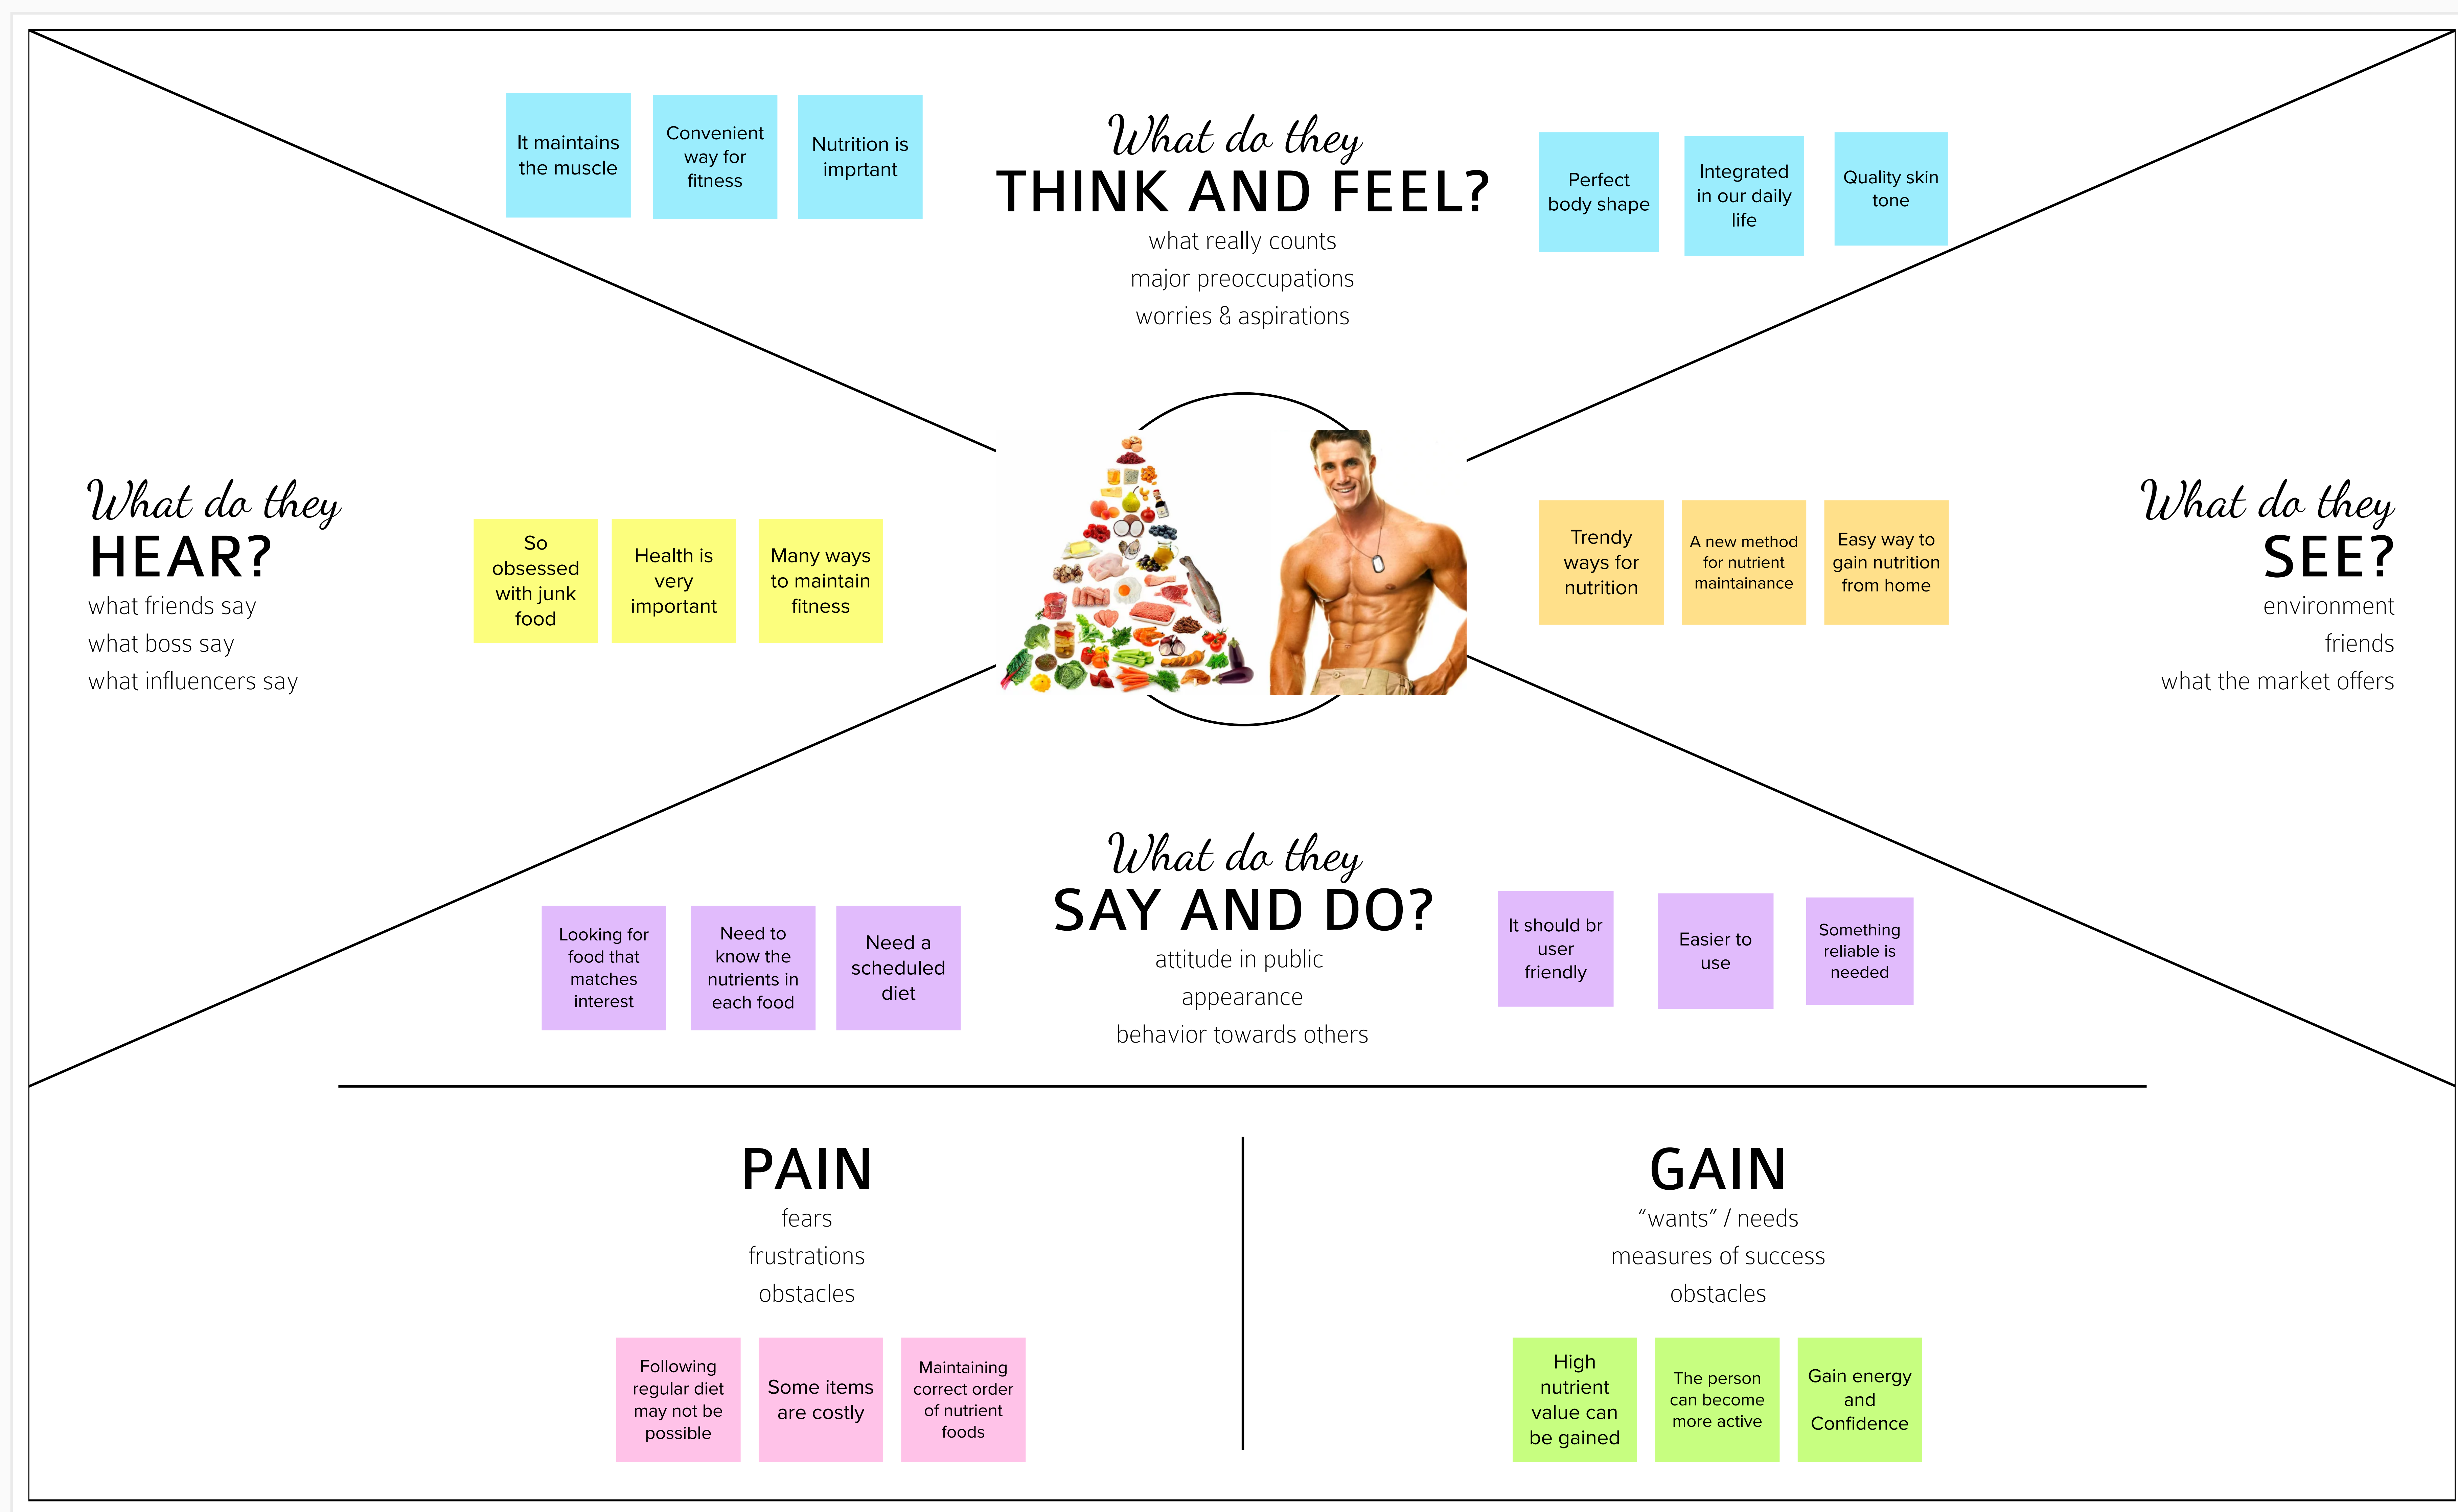 It maintains
the muscle
Convenient
way for
fitness
Nutrition is
imprtant
What do they
THINK AND FEEL?
what really counts
major preoccupations
worries & aspirations
Perfect
body shape
Integrated
in our daily
life
Quality skin
tone
What do they
HEAR?
what friends say
what boss say
what influencers say
So
obsessed
with junk
food
Health is
very
important
Many ways
to maintain
fitness
Trendy
ways for
nutrition
A new method
for nutrient
maintainance
Easy way to
gain nutrition
from home
What do they
SEE?
environment
friends
what the market offers
What do they
SAY AND DO?
attitude in public
appearance
behavior towards others
Looking for
food that
matches
interest
Need to
know the
nutrients in
each food
Need a
scheduled
diet
It should br
user
friendly
Easier to
use
Something
reliable is
needed
PAIN
fears
frustrations
obstacles
Following
regular diet
may not be
possible
Some items
are costly
Maintaining
correct order
of nutrient
foods
GAIN
“wants” / needs
measures of success
obstacles
High
nutrient
value can
be gained
The person
can become
more active
Gain energy
and
Confidence